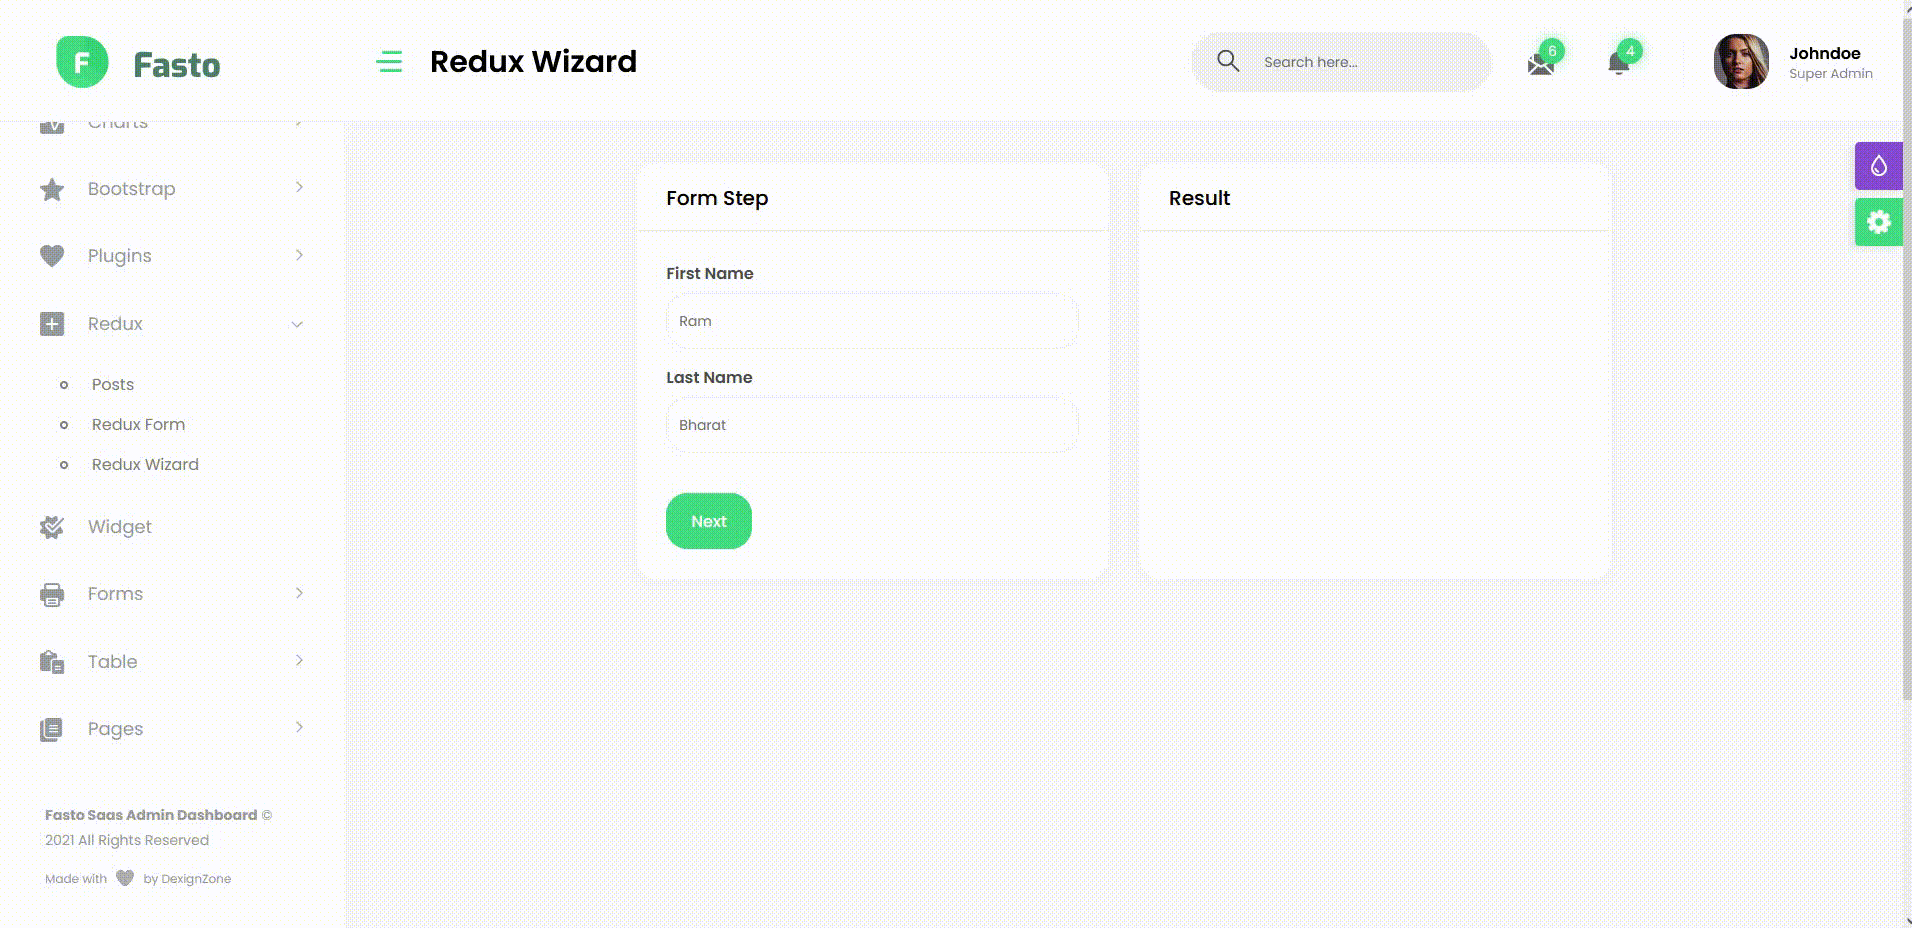 F Fasto
Redux Wizard
Search here...
6
4
Johndoe
Super Admin
Charts
Bootstrap
Plugins
Redux
Posts
Redux Form
Redux Wizard
Widget
Forms
Table
Pages
Fasto Saas Admin Dashboard ©
2021 All Rights Reserved
Made with by DexignZone
Form Step
First Name
Ram
Last Name
Bharat
Next
Result